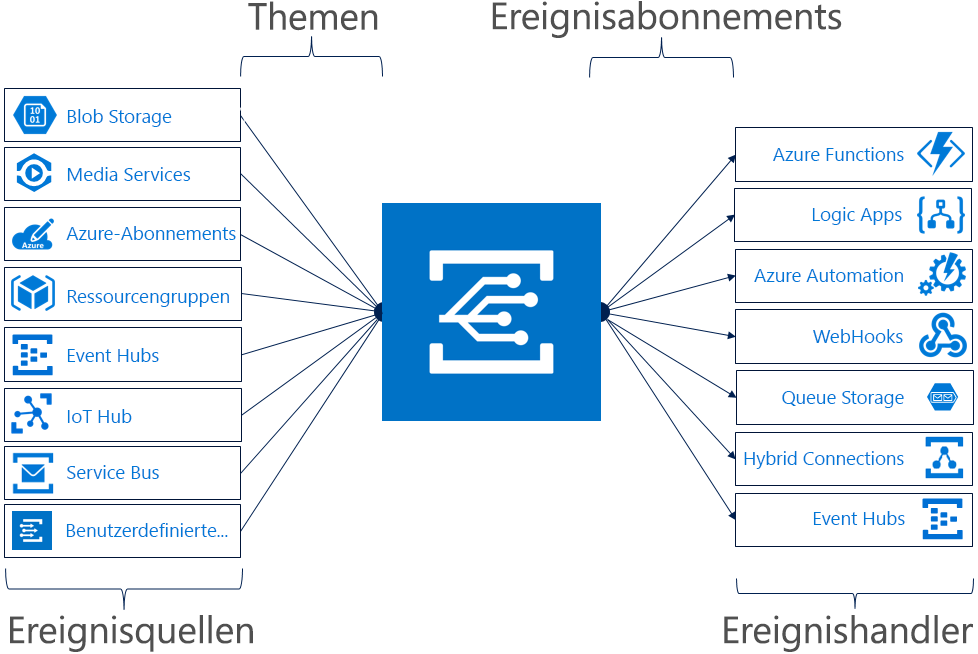 Themen
Ereignisabonnements
10
01
Blob Storage
Media Services
Azure
Azure-Abonnements
Ressourcengruppen
Event Hubs
IoT Hub
Service Bus
Benutzerdefinierte...
Azure Functions
Logic Apps
Azure Automation
WebHooks
Queue Storage
Hybrid Connections
Event Hubs
Ereignisquellen
Ereignishandler